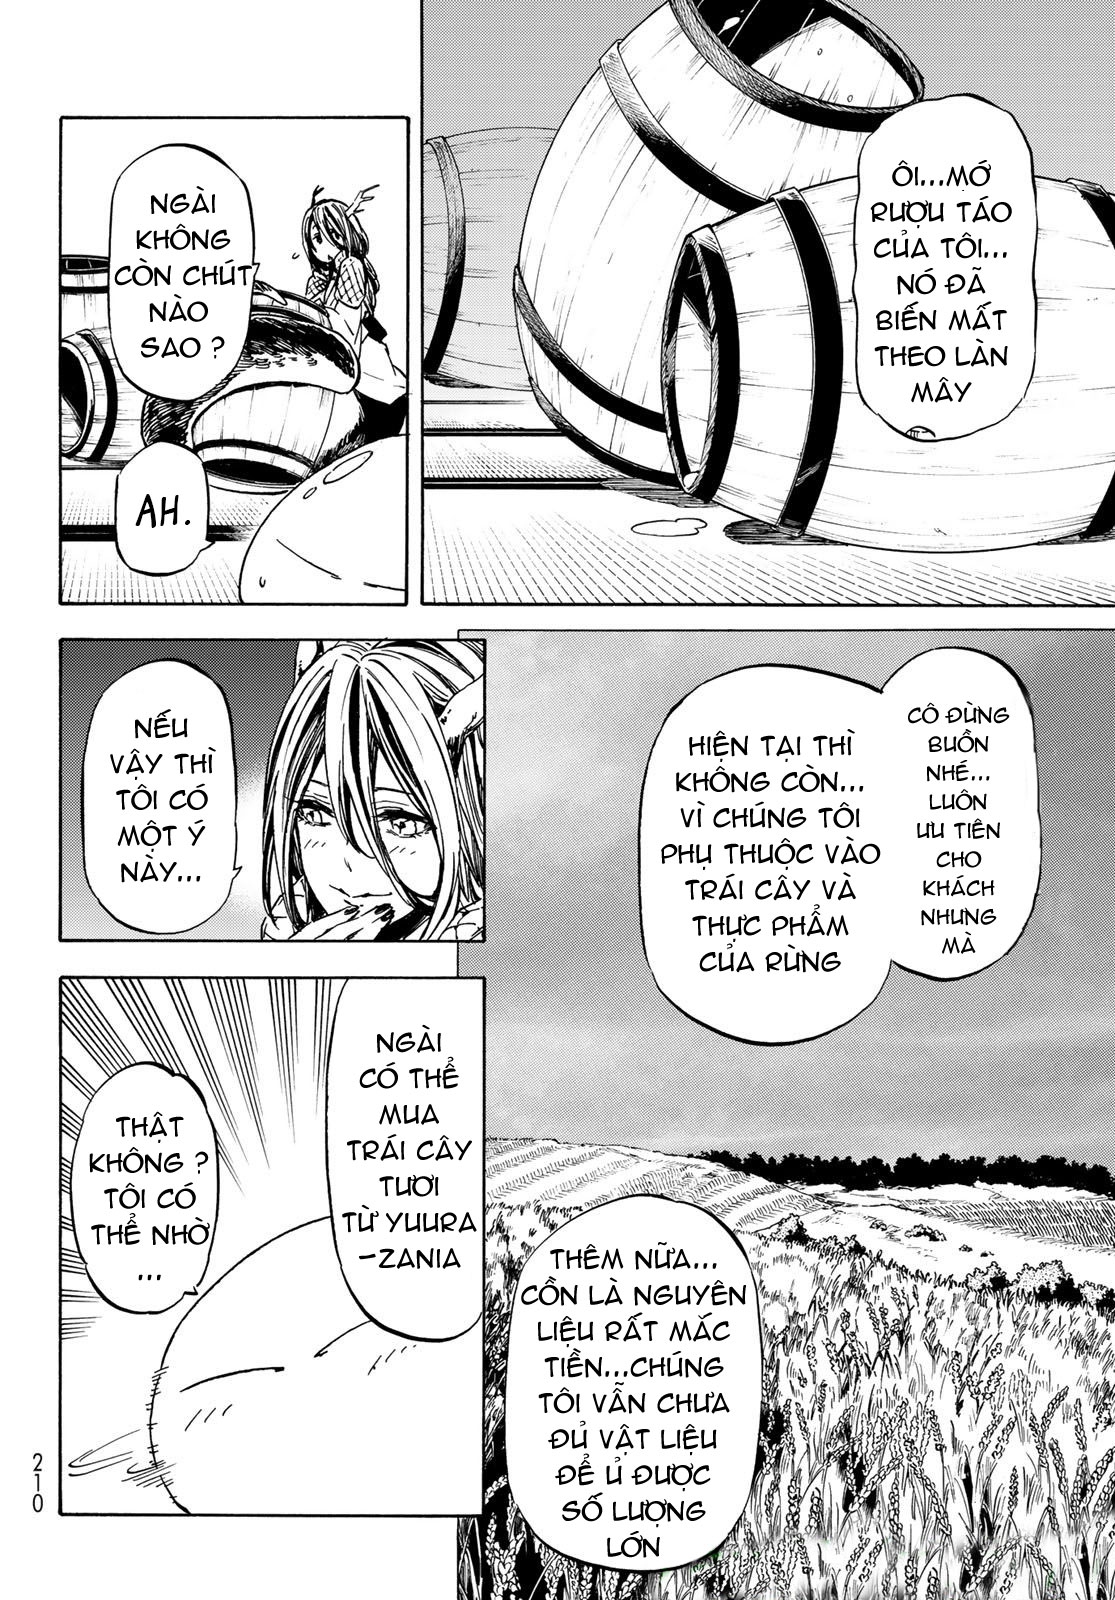 ÔI...MỚ
RƯỢU TÁO
CỦA TÔI...
NÓ ĐÃ
BIẾN MẤT
THEO LÀN
MÂY
NGÀI
KHÔNG
CÒN CHÚT
NÀO
SAO ?
AH.
CÔ ĐỪNG
BUỒN
NHÉ...
LUÔN
ƯU TIÊN
CHO
KHÁCH
NHƯNG
MÀ
HIỆN TẠI THÌ
KHÔNG CÒN...
VÌ CHÚNG TÔI
PHỤ THUỘC VÀO
TRÁI CÂY VÀ
THỰC PHẨM
CỦA RỪNG
THÊM NỮA...
CỒN LÀ NGUYÊN
LIỆU RẤT MẮC
TIỀN...CHÚNG
TÔI VẪN CHƯA
ĐỦ VẬT LIỆU
ĐỂ Ủ ĐƯỢC
SỐ LƯỢNG
LỚN
NẾU
VẬY THÌ
TÔI CÓ
MỘT Ý
NÀY...
NGÀI
CÓ THỂ
MUA
TRÁI CÂY
TƯƠI
TỪ YUURA
-ZANIA
THẬT
KHÔNG ?
TÔI CÓ
THỂ NHỜ
...
210